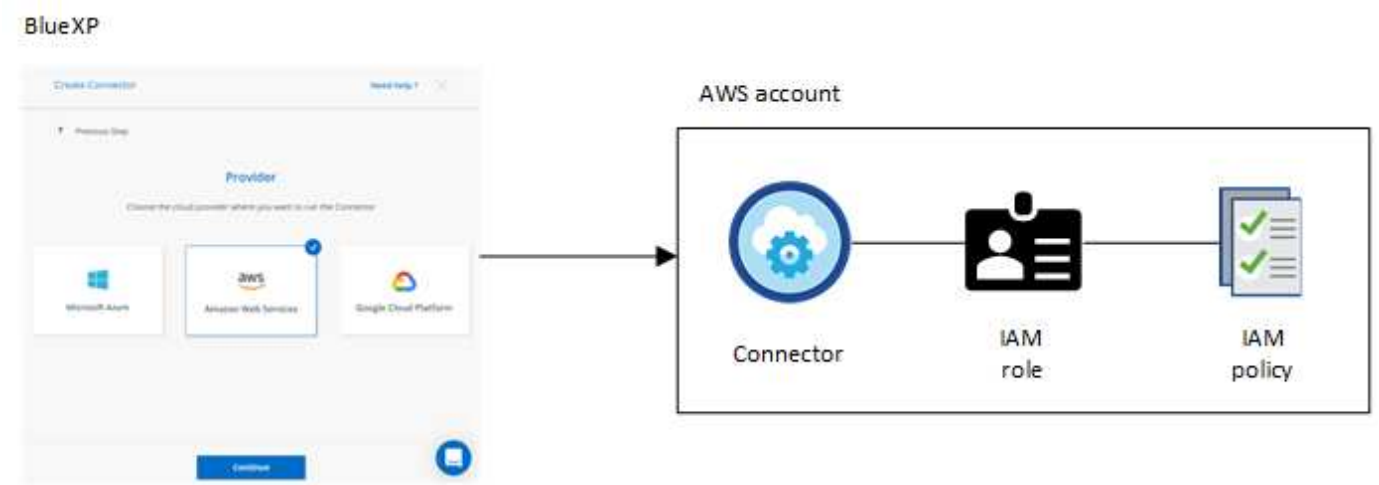 BlueXP
Create Connector
Need Help ?
Previous Step
Provider
Choose the cloud provider where you want to run the Connector
Microsoft Azure
aws
Amazon Web Services
Google Cloud Platform
Continue
AWS account
Connector
IAM
role
IAM
policy